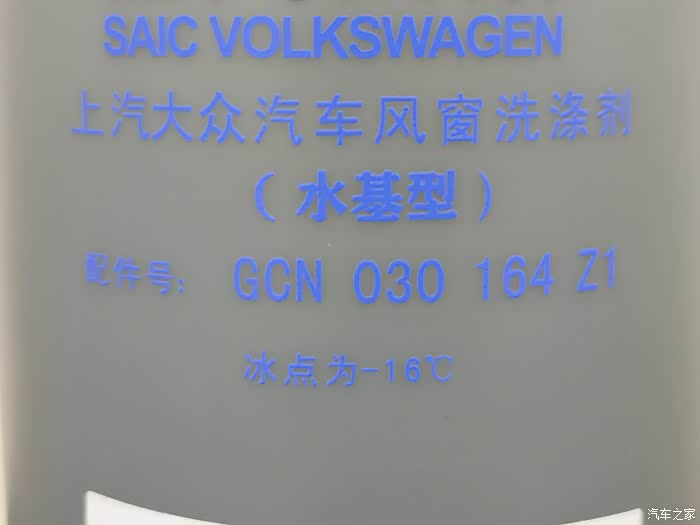 SAIC VOLKSWAGEN
上汽大众汽车风窗洗涤剂
（水基型）
配件号：GCN 030 164 Z1
冰点为-16℃
汽车之家